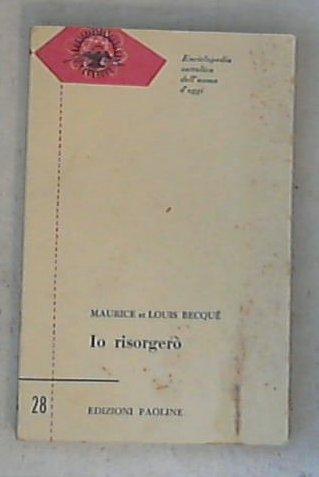 Enciclopedia
cattolica
dell'uomo
d'oggi
MAURICE et LOUIS BECQUÉ
Io risorgerò
28
EDIZIONI PAOLINE